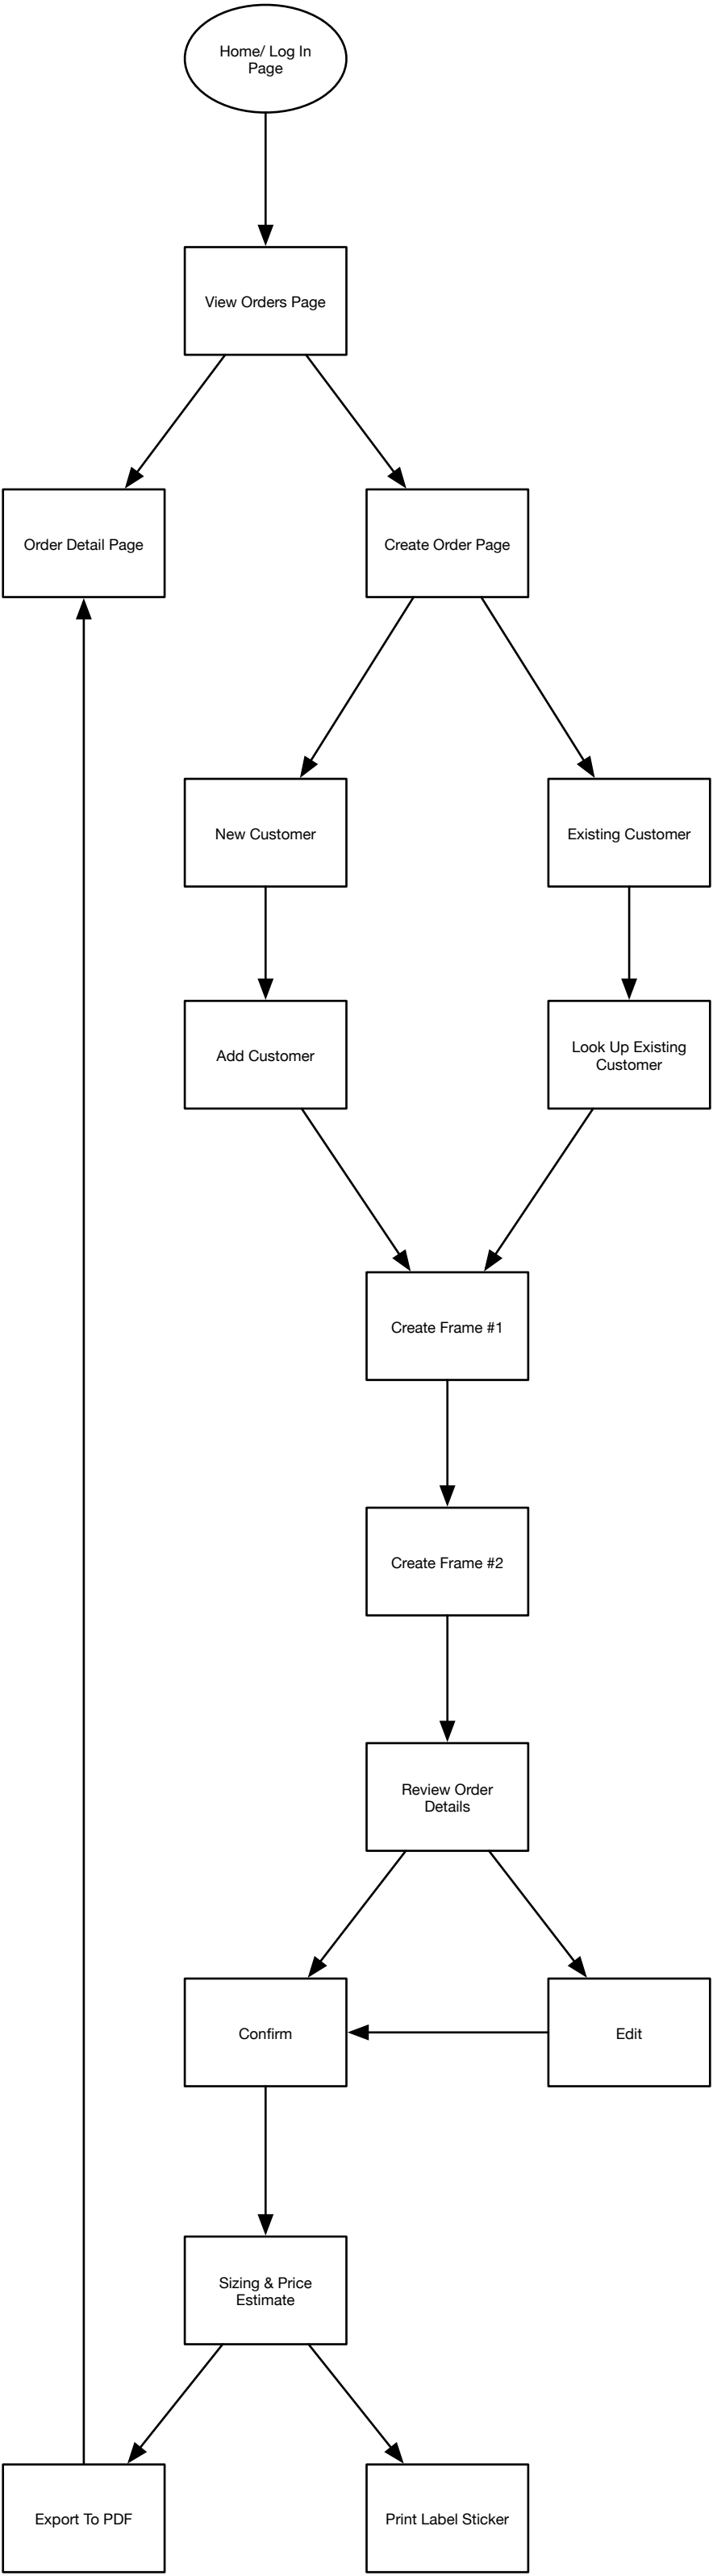 Home/ Log In
Page
View Orders Page
Order Detail Page
Create Order Page
New Customer
Existing Customer
Add Customer
Look Up Existing
Customer
Create Frame #1
Create Frame #2
Review Order
Details
Confirm
Edit
Sizing & Price
Estimate
Export To PDF
Print Label Sticker